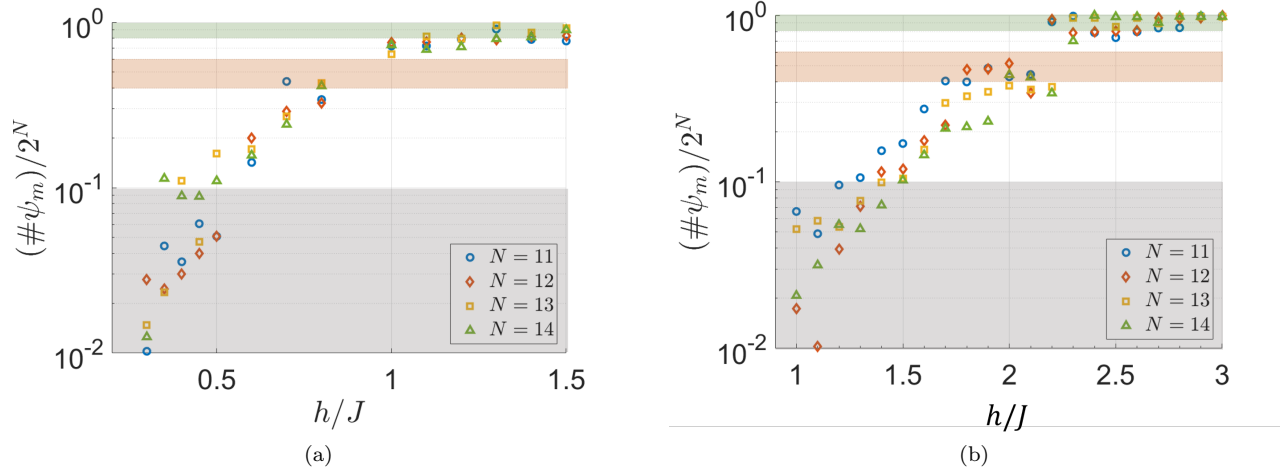 10^0
10^-1
10^-2
(#ψ_m)/2^N
0.5 1 1.5
h/J
N = 11
N = 12
N = 13
N = 14
(a)
10^0
10^-1
10^-2
(#ψ_m)/2^N
1 1.5 2 2.5 3
h/J
N = 11
N = 12
N = 13
N = 14
(b)